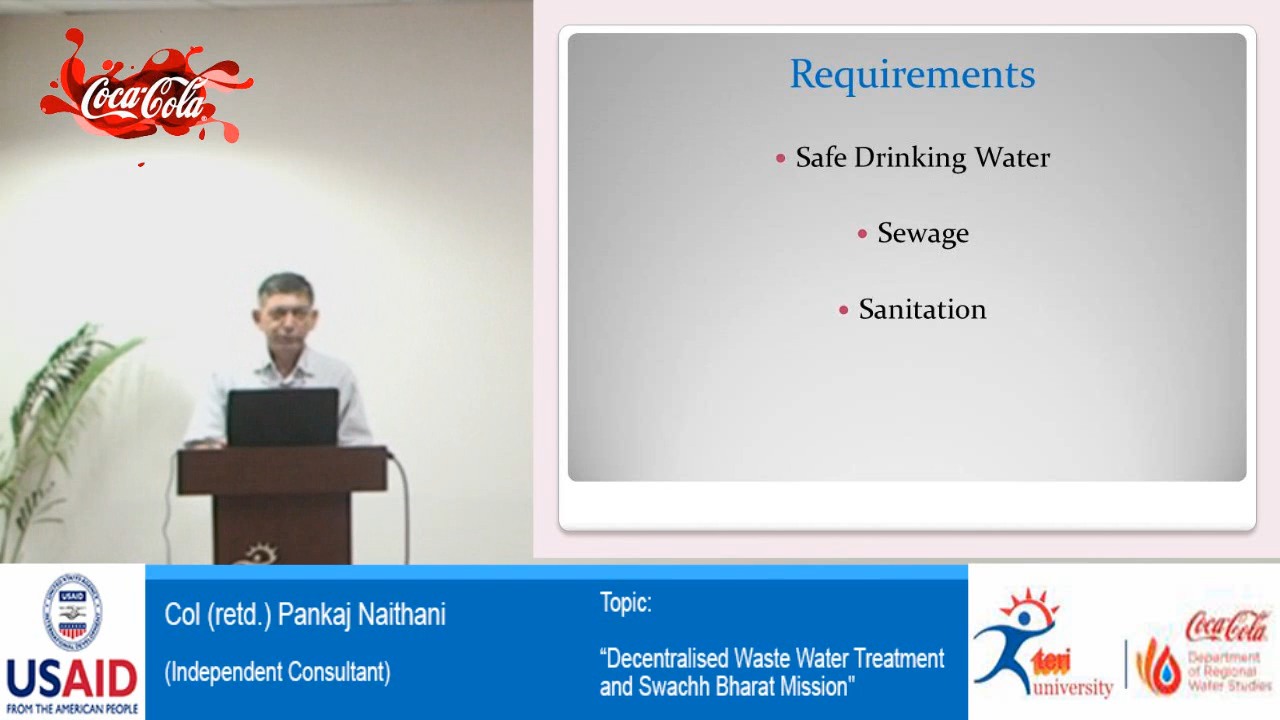 Coca-Cola
Requirements
• Safe Drinking Water
• Sewage
• Sanitation
USAID
USAID
FROM THE AMERICAN PEOPLE
Col (retd.) Pankaj Naithani
(Independent Consultant)
Topic:
“Decentralised Waste Water Treatment
and Swachh Bharat Mission"
teri
university
Coca-Cola
Department
of Regional
Water Studies